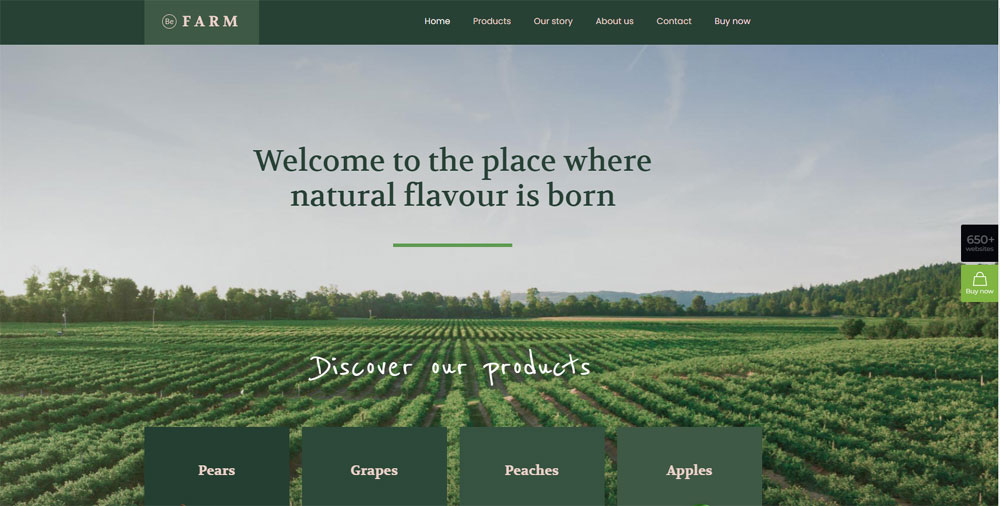 Be FARM
Home Products Our story About us Contact Buy now
Welcome to the place where
natural flavour is born
650+
websites
Buy now
Discover our products
Pears Grapes Peaches Apples